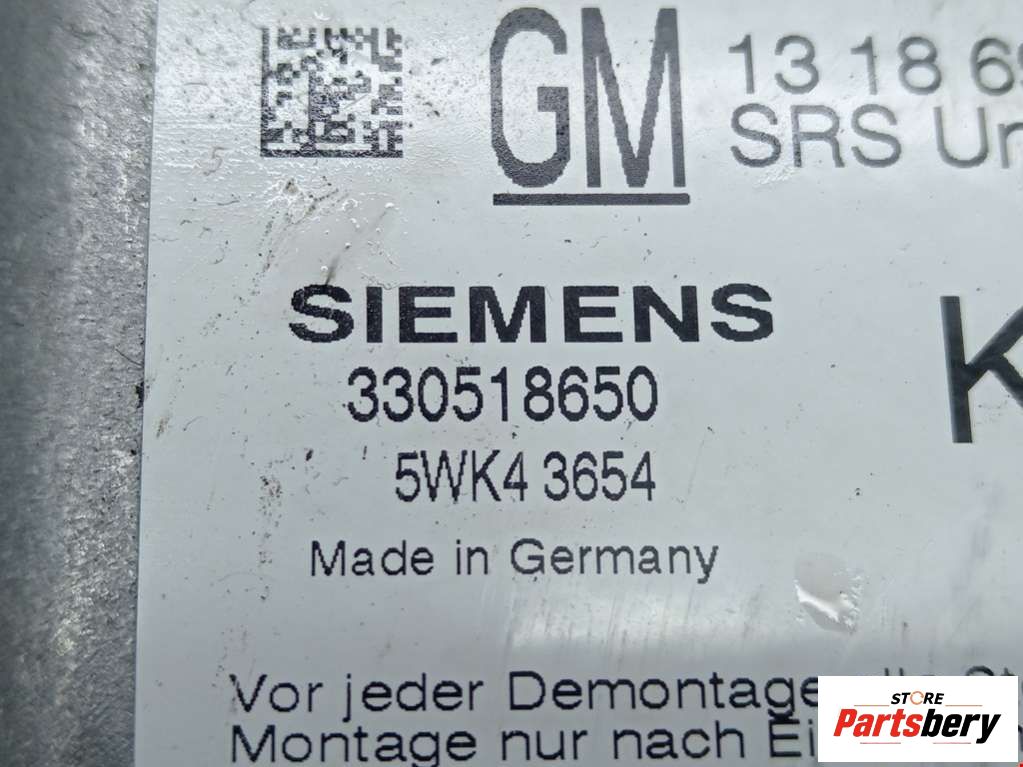 GM
13 18 69
SRS
SIEMENS
330518650
5WK4 3654
Made in Germany
K
Vor jeder Demontage
Montage nur nach
STORE
Partsbery